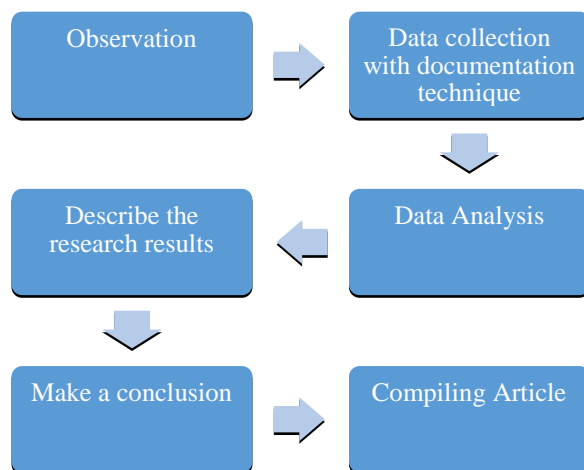 Observation
Data collection
with documentation
technique
Data Analysis
Describe the
research results
Make a conclusion
Compiling Article